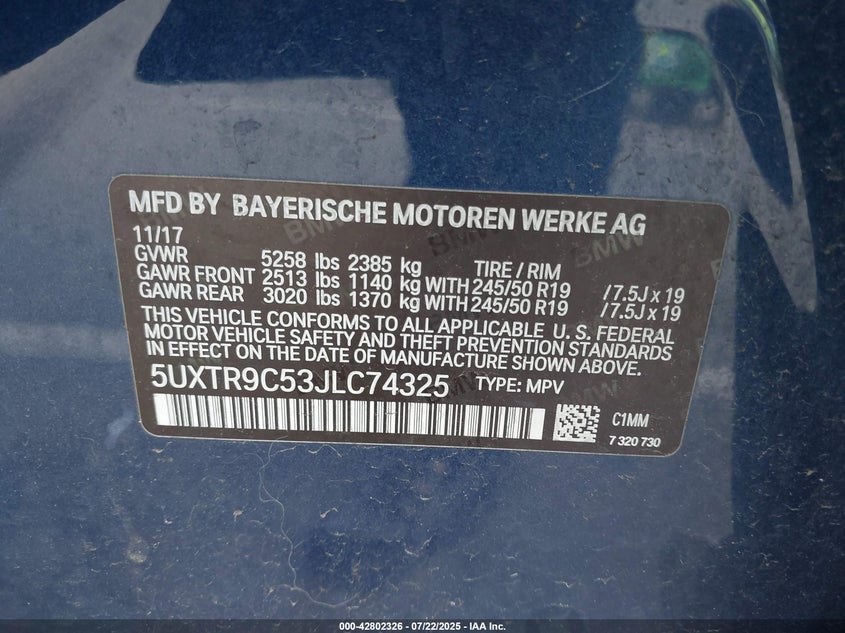 MFD BY BAYERISCHE MOTOREN WERKE AG
11/17
GVWR 5258 lbs 2385 kg TIRE / RIM
GAWR FRONT 2513 lbs 1140 kg WITH 245/50 R19 / 7.5J x 19
GAWR REAR 3020 lbs 1370 kg WITH 245/50 R19 / 7.5J x 19
THIS VEHICLE CONFORMS TO ALL APPLICABLE U.S. FEDERAL
MOTOR VEHICLE SAFETY AND THEFT PREVENTION STANDARDS
IN EFFECT ON THE DATE OF MANUFACTURE SHOWN ABOVE.
5UXTR9C53JLC74325 TYPE: MPV
C1MM
7 320 730
000-42802326 - 07/22/2025 - IAA Inc.